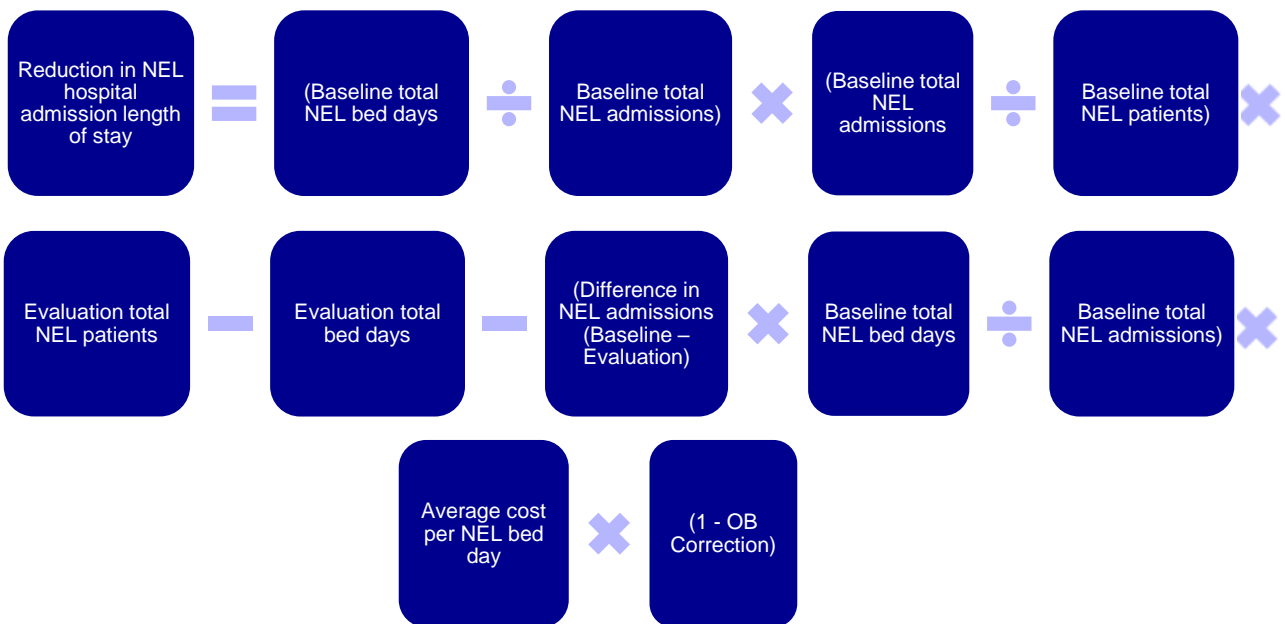 Reduction in NEL
hospital
admission length
of stay
=
(Baseline total
NEL bed days
÷
Baseline total
NEL admissions)
×
(Baseline total
NEL
admissions
÷
Baseline total
NEL patients)
×
Evaluation total
NEL patients
−
Evaluation total
bed days
−
(Difference in
NEL admissions
(Baseline –
Evaluation)
×
Baseline total
NEL bed days
÷
Baseline total
NEL admissions)
×
Average cost
per NEL bed
day
×
(1 - OB
Correction)